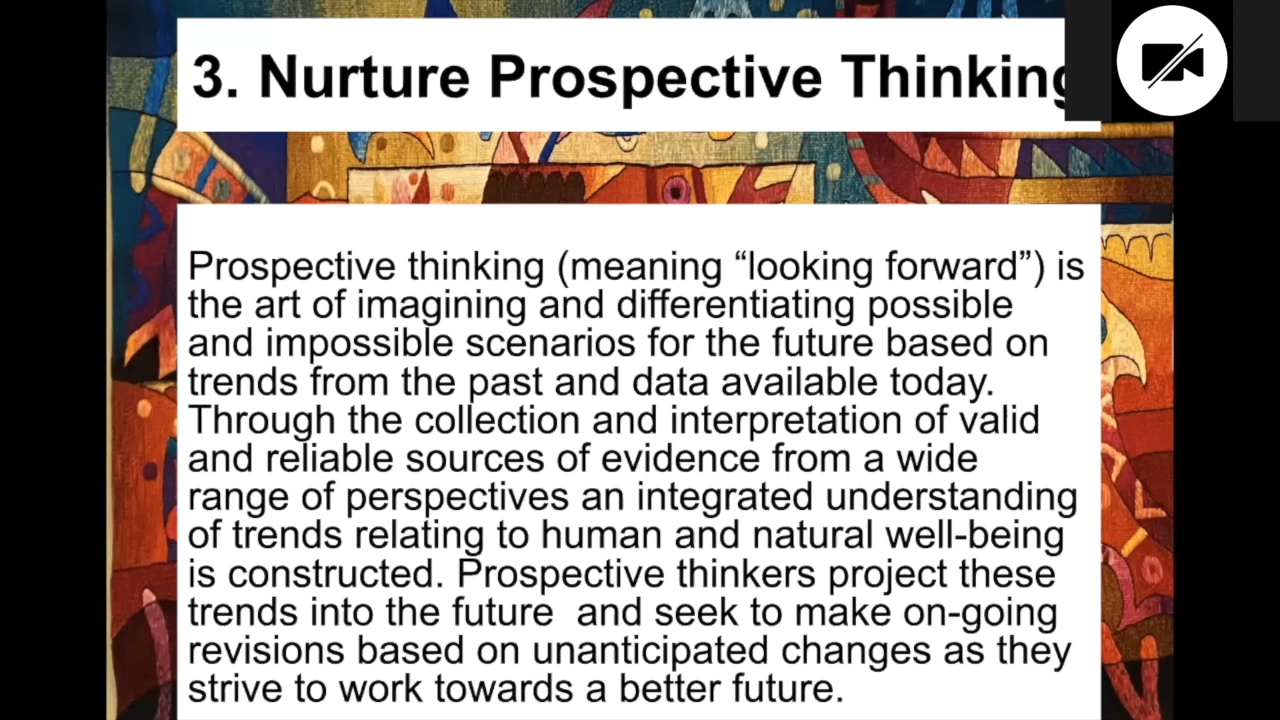 3. Nurture Prospective Thinking
Prospective thinking (meaning “looking forward”) is
the art of imagining and differentiating possible
and impossible scenarios for the future based on
trends from the past and data available today.
Through the collection and interpretation of valid
and reliable sources of evidence from a wide
range of perspectives an integrated understanding
of trends relating to human and natural well-being
is constructed. Prospective thinkers project these
trends into the future  and seek to make on-going
revisions based on unanticipated changes as they
strive to work towards a better future.